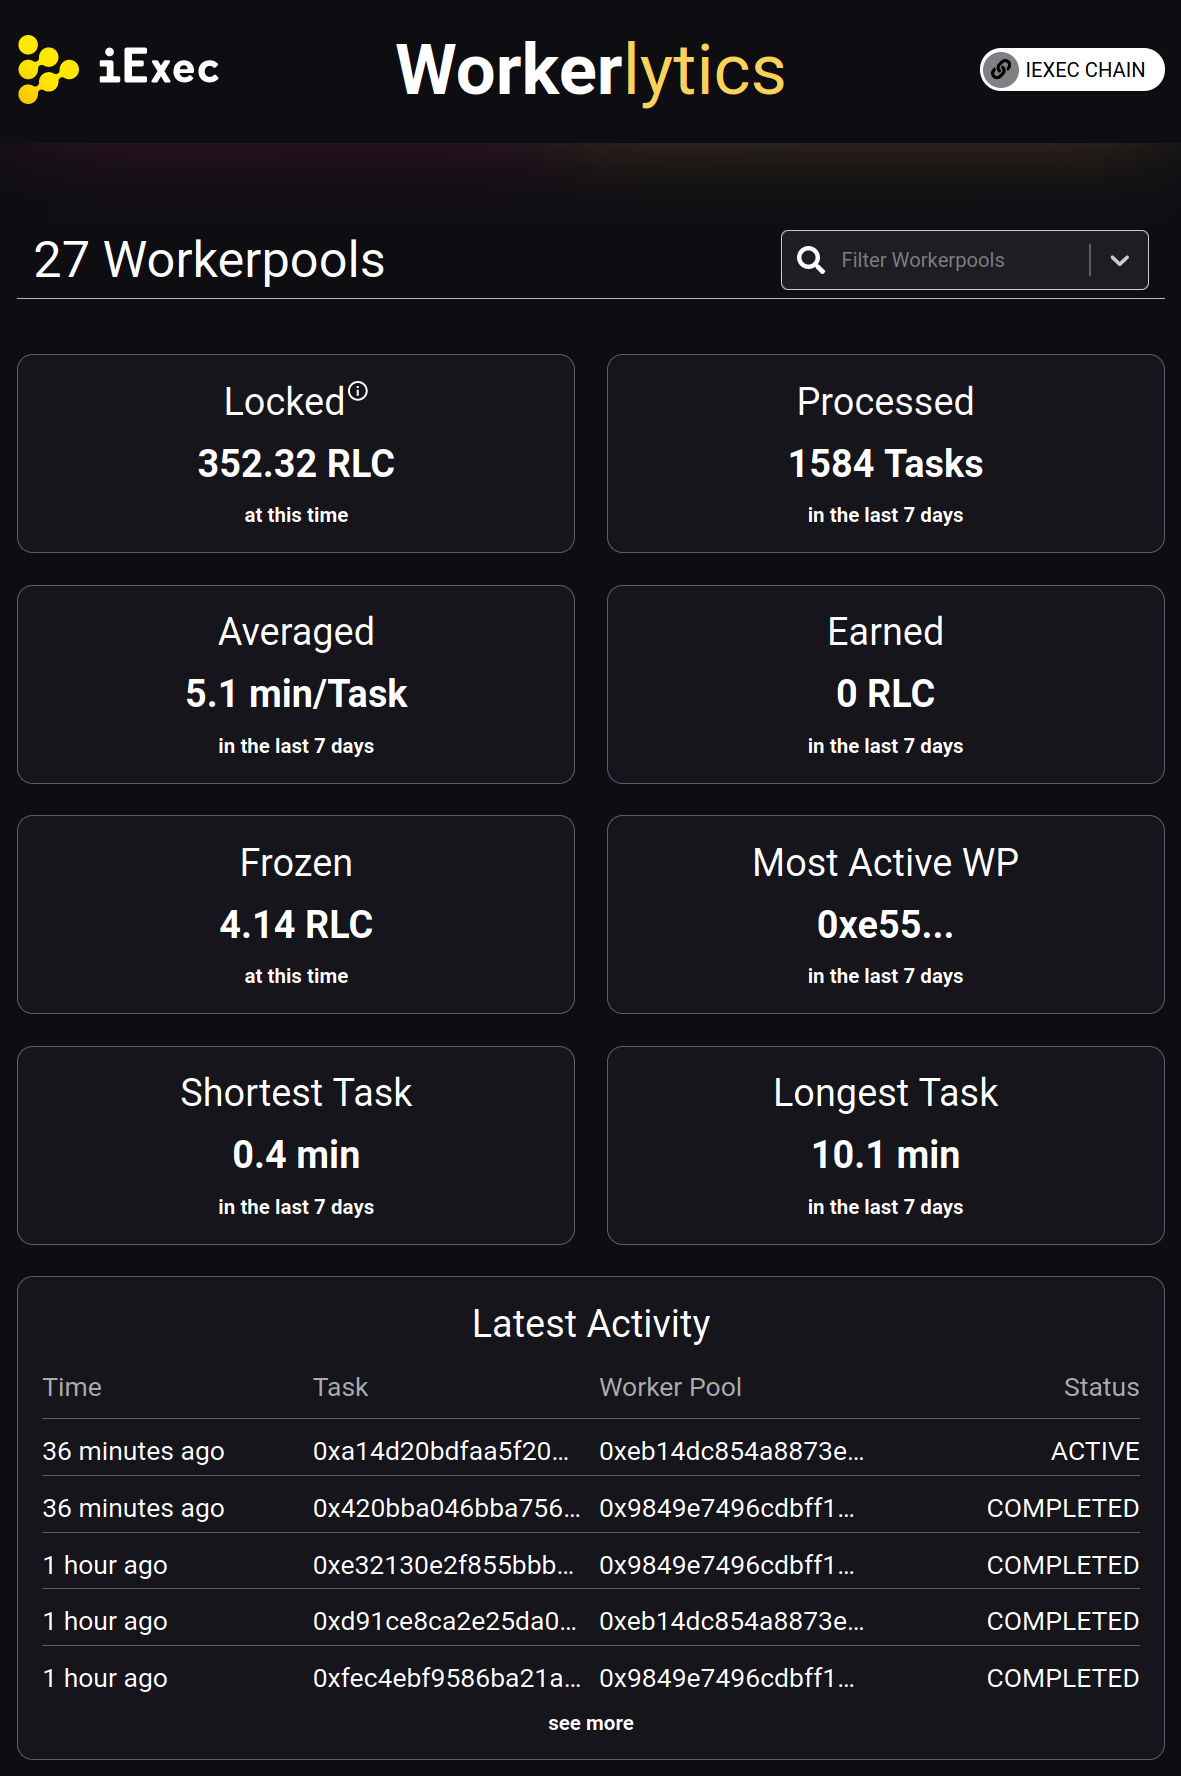 iExec
Workerlytics
IEXEC CHAIN
27 Workerpools
Filter Workerpools
Locked
352.32 RLC
at this time
Processed
1584 Tasks
in the last 7 days
Averaged
5.1 min/Task
in the last 7 days
Earned
0 RLC
in the last 7 days
Frozen
4.14 RLC
at this time
Most Active WP
0xe55...
in the last 7 days
Shortest Task
0.4 min
in the last 7 days
Longest Task
10.1 min
in the last 7 days
Latest Activity
Time Task Worker Pool Status
36 minutes ago 0xa14d20bdfaa5f20... 0xeb14dc854a8873e... ACTIVE
36 minutes ago 0x420bba046bba756... 0x9849e7496cdbff1... COMPLETED
1 hour ago 0xe32130e2f855bbb... 0x9849e7496cdbff1... COMPLETED
1 hour ago 0xd91ce8ca2e25da0... 0xeb14dc854a8873e... COMPLETED
1 hour ago 0xfec4ebf9586ba21a... 0x9849e7496cdbff1... COMPLETED
see more